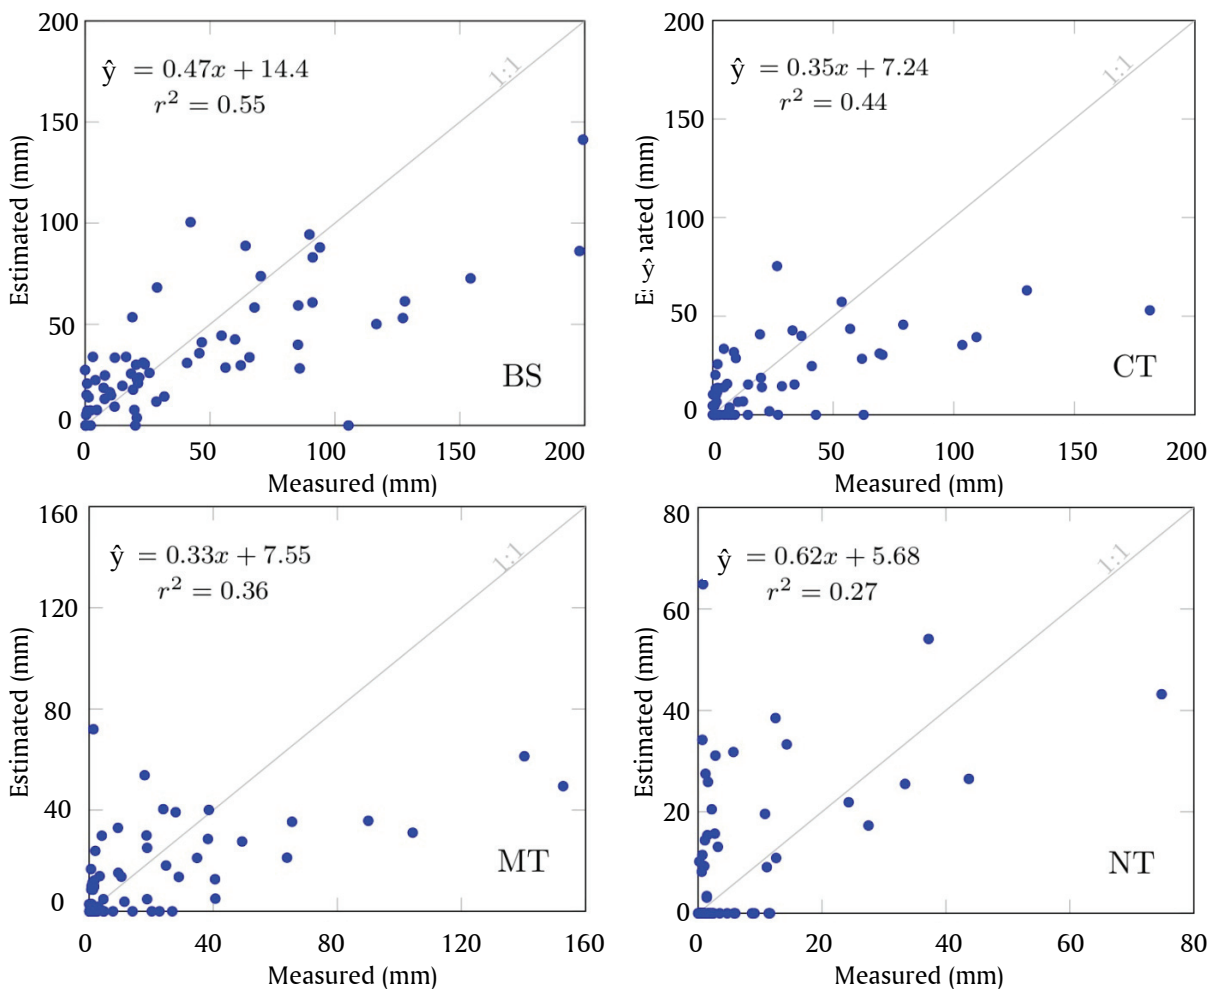 200
ŷ = 0.47x + 14.4
r² = 0.55
1:1
150
100
50
0
Estimated (mm)
BS
0 50 100 150 200
Measured (mm)
200
ŷ = 0.35x + 7.24
r² = 0.44
1:1
150
100
50
0
ŷ
CT
0 50 100 150 200
Measured (mm)
160
ŷ = 0.33x + 7.55
r² = 0.36
1:1
120
80
40
0
Estimated (mm)
MT
0 40 80 120 160
Measured (mm)
80
ŷ = 0.62x + 5.68
r² = 0.27
1:1
60
40
20
0
Estimated (mm)
NT
0 20 40 60 80
Measured (mm)